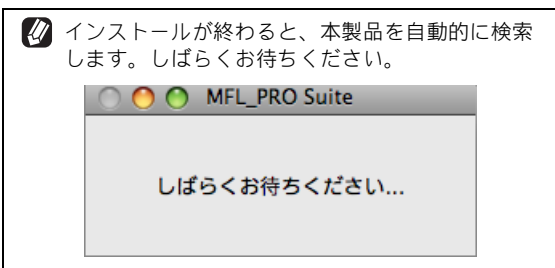 インストールが終わると、本製品を自動的に検索
します。しばらくお待ちください。
MFL_PRO Suite
しばらくお待ちください...